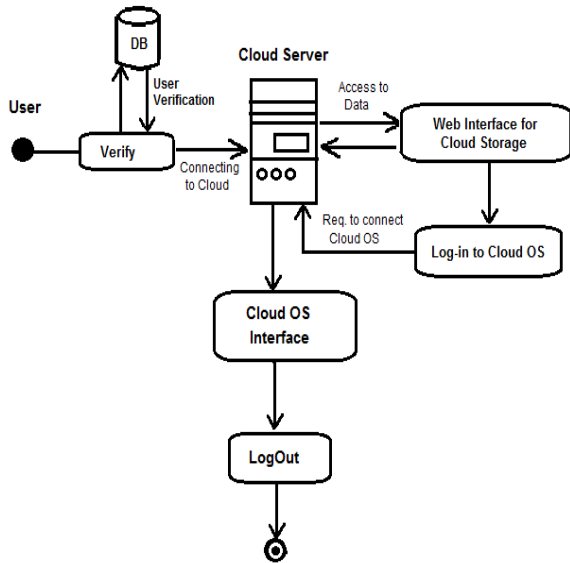 DB
Cloud Server
User
Verification
User
Access to
Data
Verify
Web Interface for
Cloud Storage
Connecting
to Cloud
Req. to connect
Cloud OS
Log-in to Cloud OS
Cloud OS
Interface
LogOut